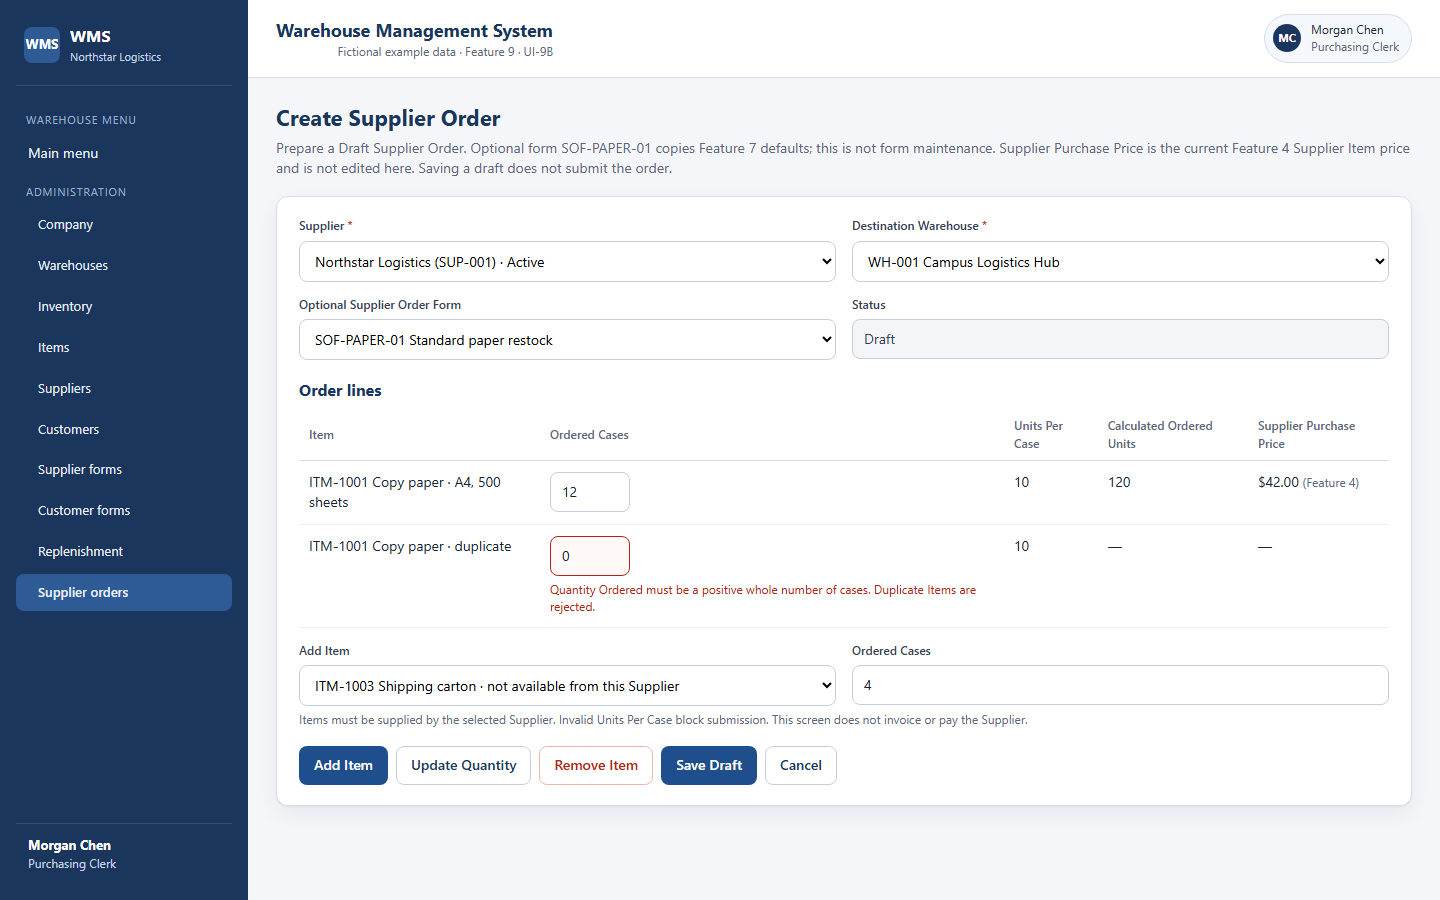 WMS
WMS
Northstar Logistics
WAREHOUSE MENU
Main menu
ADMINISTRATION
Company
Warehouses
Inventory
Items
Suppliers
Customers
Supplier forms
Customer forms
Replenishment
Supplier orders
Morgan Chen
Purchasing Clerk
Warehouse Management System
Fictional example data · Feature 9 · UI-9B
MC
Morgan Chen
Purchasing Clerk
Create Supplier Order
Prepare a Draft Supplier Order. Optional form SOF-PAPER-01 copies Feature 7 defaults; this is not form maintenance. Supplier Purchase Price is the current Feature 4 Supplier Item price
and is not edited here. Saving a draft does not submit the order.
Supplier *
Destination Warehouse *
Northstar Logistics (SUP-001) · Active
WH-001 Campus Logistics Hub
Optional Supplier Order Form
Status
SOF-PAPER-01 Standard paper restock
Draft
Order lines
Item
Ordered Cases
Units Per
Case
Calculated Ordered
Units
Supplier Purchase
Price
ITM-1001 Copy paper · A4, 500
sheets
12
10
120
$42.00 (Feature 4)
ITM-1001 Copy paper · duplicate
0
10
—
—
Quantity Ordered must be a positive whole number of cases. Duplicate Items are
rejected.
Add Item
Ordered Cases
ITM-1003 Shipping carton · not available from this Supplier
4
Items must be supplied by the selected Supplier. Invalid Units Per Case block submission. This screen does not invoice or pay the Supplier.
Add Item
Update Quantity
Remove Item
Save Draft
Cancel